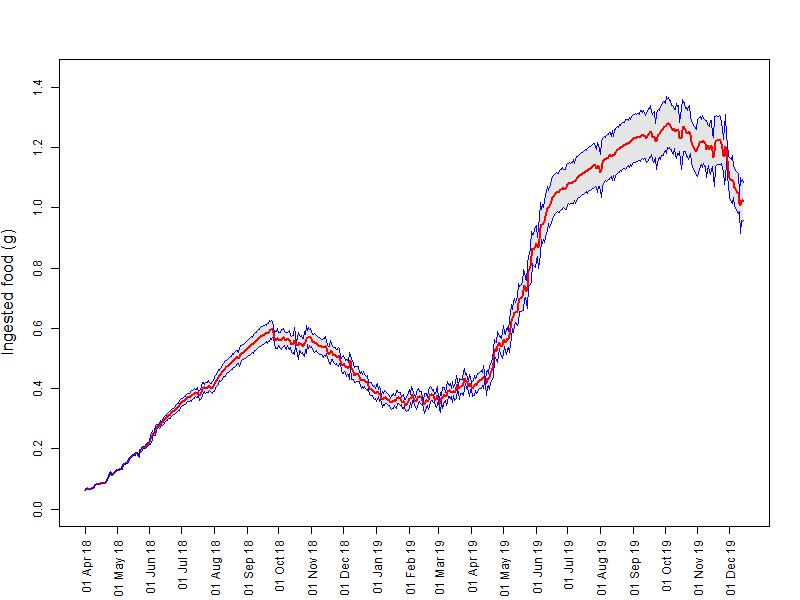 Ingested food (g)
1.4
1.2
1.0
0.8
0.6
0.4
0.2
0.0
01 Apr 18
01 May 18
01 Jun 18
01 Jul 18
01 Aug 18
01 Sep 18
01 Oct 18
01 Nov 18
01 Dec 18
01 Jan 19
01 Feb 19
01 Mar 19
01 Apr 19
01 May 19
01 Jun 19
01 Jul 19
01 Aug 19
01 Sep 19
01 Oct 19
01 Nov 19
01 Dec 19